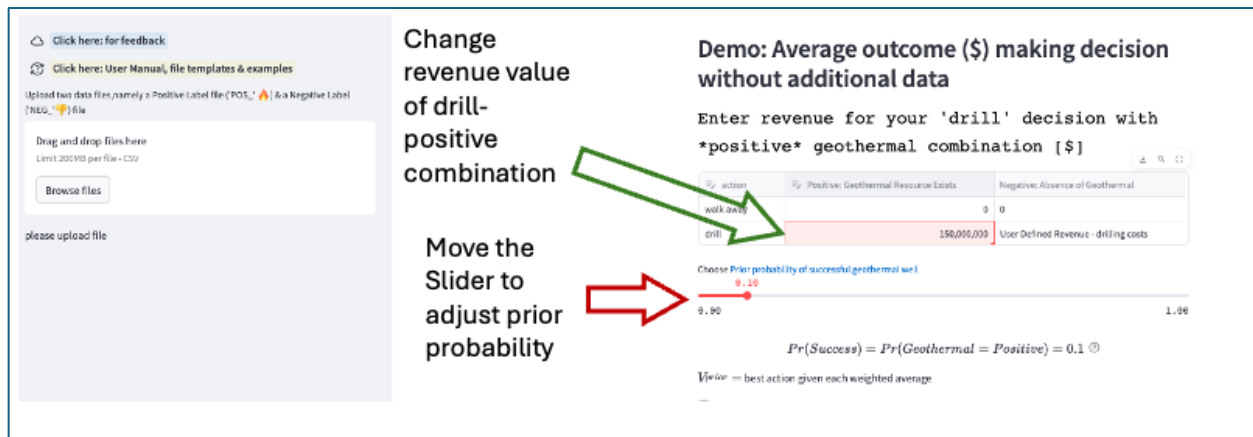 Click here: for feedback
Click here: User Manual, file templates & examples
Upload two data files,namely a Positive Label file ('POS_' 🔥) & a Negative Label
('NEG_'👎) file
Drag and drop files here
Limit 200MB per file • CSV
Browse files
please upload file
Change
revenue value
of drill-
positive
combination
Move the
Slider to
adjust prior
probability
Demo: Average outcome ($) making decision
without additional data
Enter revenue for your 'drill' decision with
*positive* geothermal combination [$]
action Positive: Geothermal Resource Exists Negative: Absence of Geothermal
walk away 0 0
drill 150,000,000 User Defined Revenue - drilling costs
Choose Prior probability of successful geothermal well
0.10
0.00 1.00
Pr(Success) = Pr(Geothermal = Positive) = 0.1
V^prior = best action given each weighted average